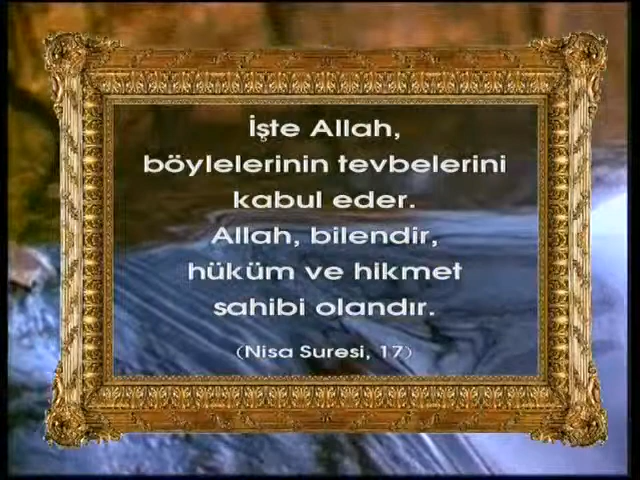 İşte Allah,
böylelerinin tevbelerini
kabul eder.
Allah, bilendir,
hüküm ve hikmet
sahibi olandır.
(Nisa Suresi, 17)